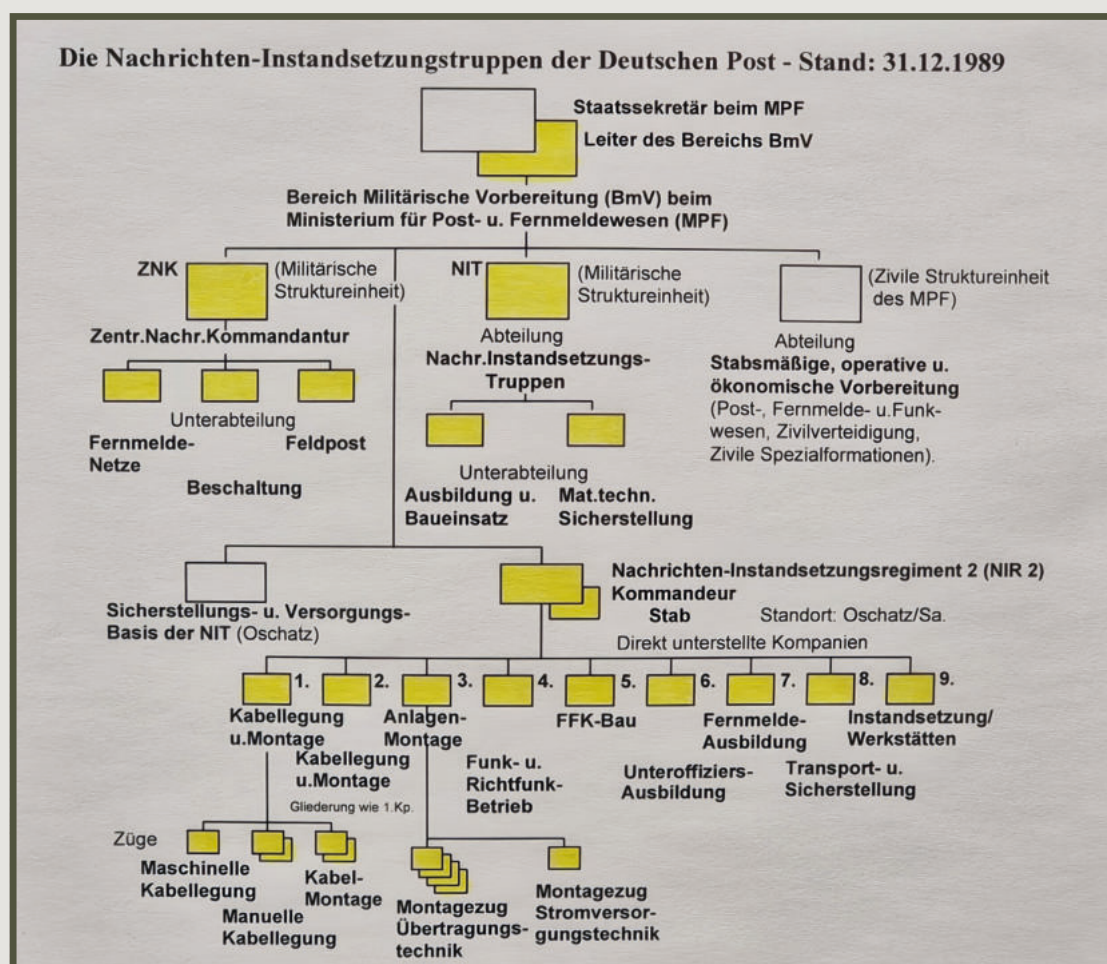 Die Nachrichten-Instandsetzungstruppen der Deutschen Post - Stand: 31.12.1989
Staatssekretär beim MPF
Leiter des Bereichs BmV
Bereich Militärische Vorbereitung (BmV) beim
Ministerium für Post- u. Fernmeldewesen (MPF)
ZNK
(Militärische
Struktureinheit)
Zentr.Nachr.Kommandantur
Unterabteilung
Fernmelde-
Netze
Beschaltung
Feldpost
NIT
(Militärische
Struktureinheit)
Abteilung
Nachr.Instandsetzungs-
Truppen
Unterabteilung
Ausbildung u.
Baueinsatz
Mat.techn.
Sicherstellung
(Zivile Struktureinheit
des MPF)
Abteilung
Stabsmäßige, operative u.
ökonomische Vorbereitung
(Post-, Fernmelde- u.Funk-
wesen, Zivilverteidigung,
Zivile Spezialformationen).
Sicherstellungs- u. Versorgungs-
Basis der NIT (Oschatz)
Nachrichten-Instandsetzungsregiment 2 (NIR 2)
Kommandeur
Stab
Standort: Oschatz/Sa.
Direkt unterstellte Kompanien
1.
2.
3.
4.
5.
6.
7.
8.
9.
Kabellegung
u.Montage
Kabellegung
u.Montage
Gliederung wie 1.Kp.
Anlagen-
Montage
Funk- u.
Richtfunk-
Betrieb
FFK-Bau
Unteroffiziers-
Ausbildung
Fernmelde-
Ausbildung
Transport- u.
Sicherstellung
Instandsetzung/
Werkstätten
Züge
Maschinelle
Kabellegung
Manuelle
Kabellegung
Kabel-
Montage
Montagezug
Übertragungs-
technik
Montagezug
Stromversor-
gungstechnik